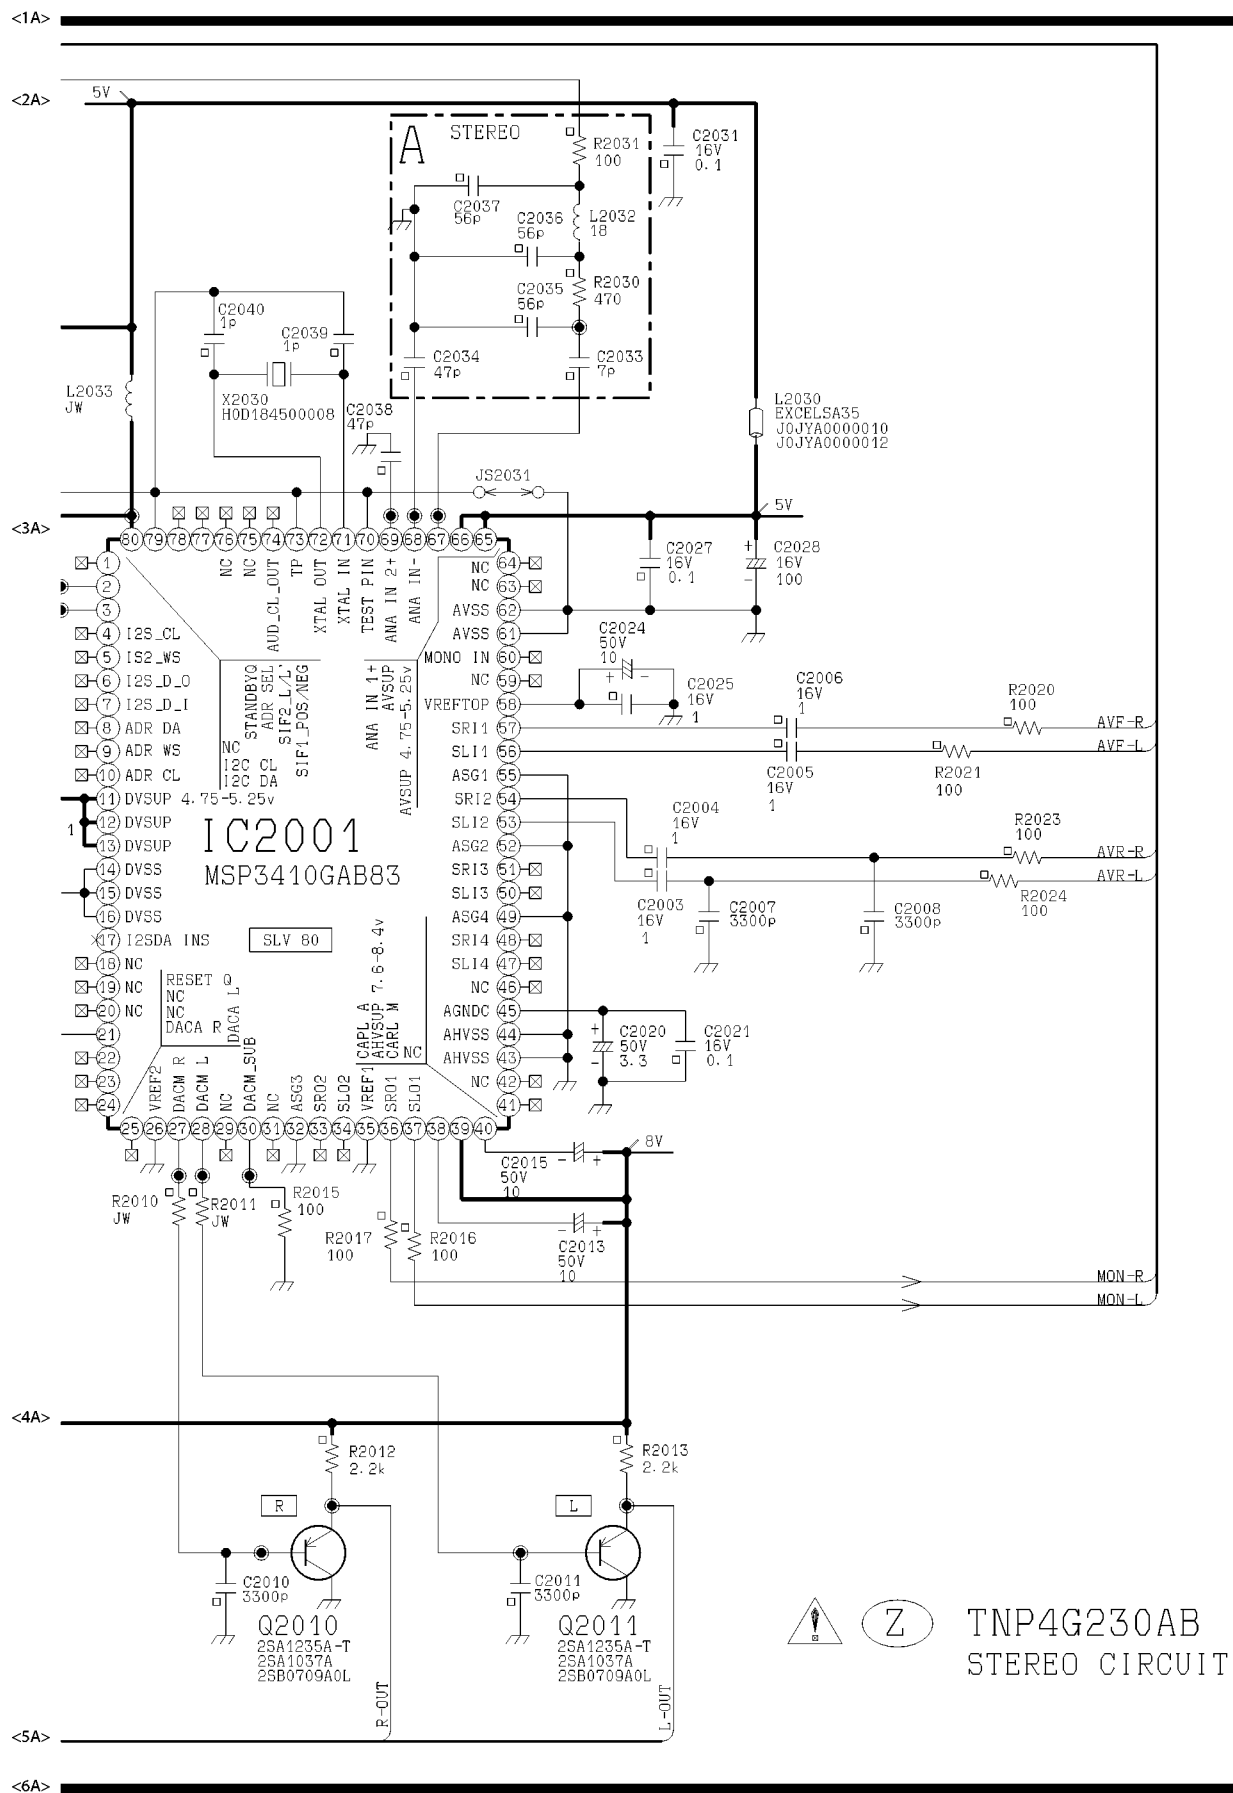 <1A>
<2A>
5V
A
STEREO
R2031
100
C2031
16V
0.1
C2037
56p
C2036
56p
L2032
18
C2035
56p
R2030
470
C2040
1p
C2039
1p
C2034
47p
C2033
7p
L2033
JW
X2030
H0D184500008
C2038
47p
L2030
EXCELSA35
J0JYA0000010
J0JYA0000012
JS2031
<3A>
5V
80 79 78 77 76 75 74 73 72 71 70 69 68 67 66 65
NC
NC
AUD_CL_OUT
TP
XTAL OUT
XTAL IN
TEST PIN
ANA IN 2+
ANA IN-
C2027
16V
0.1
C2028
16V
100
+
-
1
2
3
4 I2S_CL
5 IS2_WS
6 I2S_D_O
7 I2S_D_I
8 ADR DA
9 ADR WS
10 ADR CL
11 DVSUP 4.75-5.25v
12 DVSUP
13 DVSUP
1
14 DVSS
15 DVSS
16 DVSS
17 I2SDA INS
18 NC
19 NC
20 NC
21
22
23
24
STANDBYQ
ADR SEL
SIF2_L/L'
SIF1_POS/NEG
NC
I2C CL
I2C DA
ANA IN 1+
AVSUP
AVSUP 4.75-5.25v
IC2001
MSP3410GAB83
SLV 80
NC 64
NC 63
AVSS 62
AVSS 61
MONO IN 60
NC 59
VREFTOP 58
SRI1 57
SLI1 56
ASG1 55
SRI2 54
SLI2 53
ASG2 52
SRI3 51
SLI3 50
ASG4 49
SRI4 48
SLI4 47
NC 46
AGNDC 45
AHVSS 44
AHVSS 43
NC 42
41
C2024
50V
10
+ -
C2025
16V
1
C2006
16V
1
R2020
100
AVF-R
AVF-L
C2005
16V
1
R2021
100
C2004
16V
1
R2023
100
AVR-R
AVR-L
C2003
16V
1
C2007
3300p
C2008
3300p
R2024
100
RESET Q
NC
NC
DACA R
DACA L
CAPL A
AHVSUP 7.6-8.4v
CARL M
NC
+
-
C2020
50V
3.3
C2021
16V
0.1
VREF2
DACM R
DACM L
NC
DACM_SUB
NC
ASG3
SRO2
SLO2
VREF1
SRO1
SLO1
25 26 27 28 29 30 31 32 33 34 35 36 37 38 39 40
8V
C2015
50V
10
- +
R2010
JW
R2011
JW
R2015
100
R2017
100
R2016
100
C2013
50V
10
- +
MON-R
MON-L
<4A>
R2012
2.2k
R2013
2.2k
R
L
C2010
3300p
C2011
3300p
Q2010
2SA1235A-T
2SA1037A
2SB0709A0L
Q2011
2SA1235A-T
2SA1037A
2SB0709A0L
R-OUT
L-OUT
Z
TNP4G230AB
STEREO CIRCUIT
<5A>
<6A>